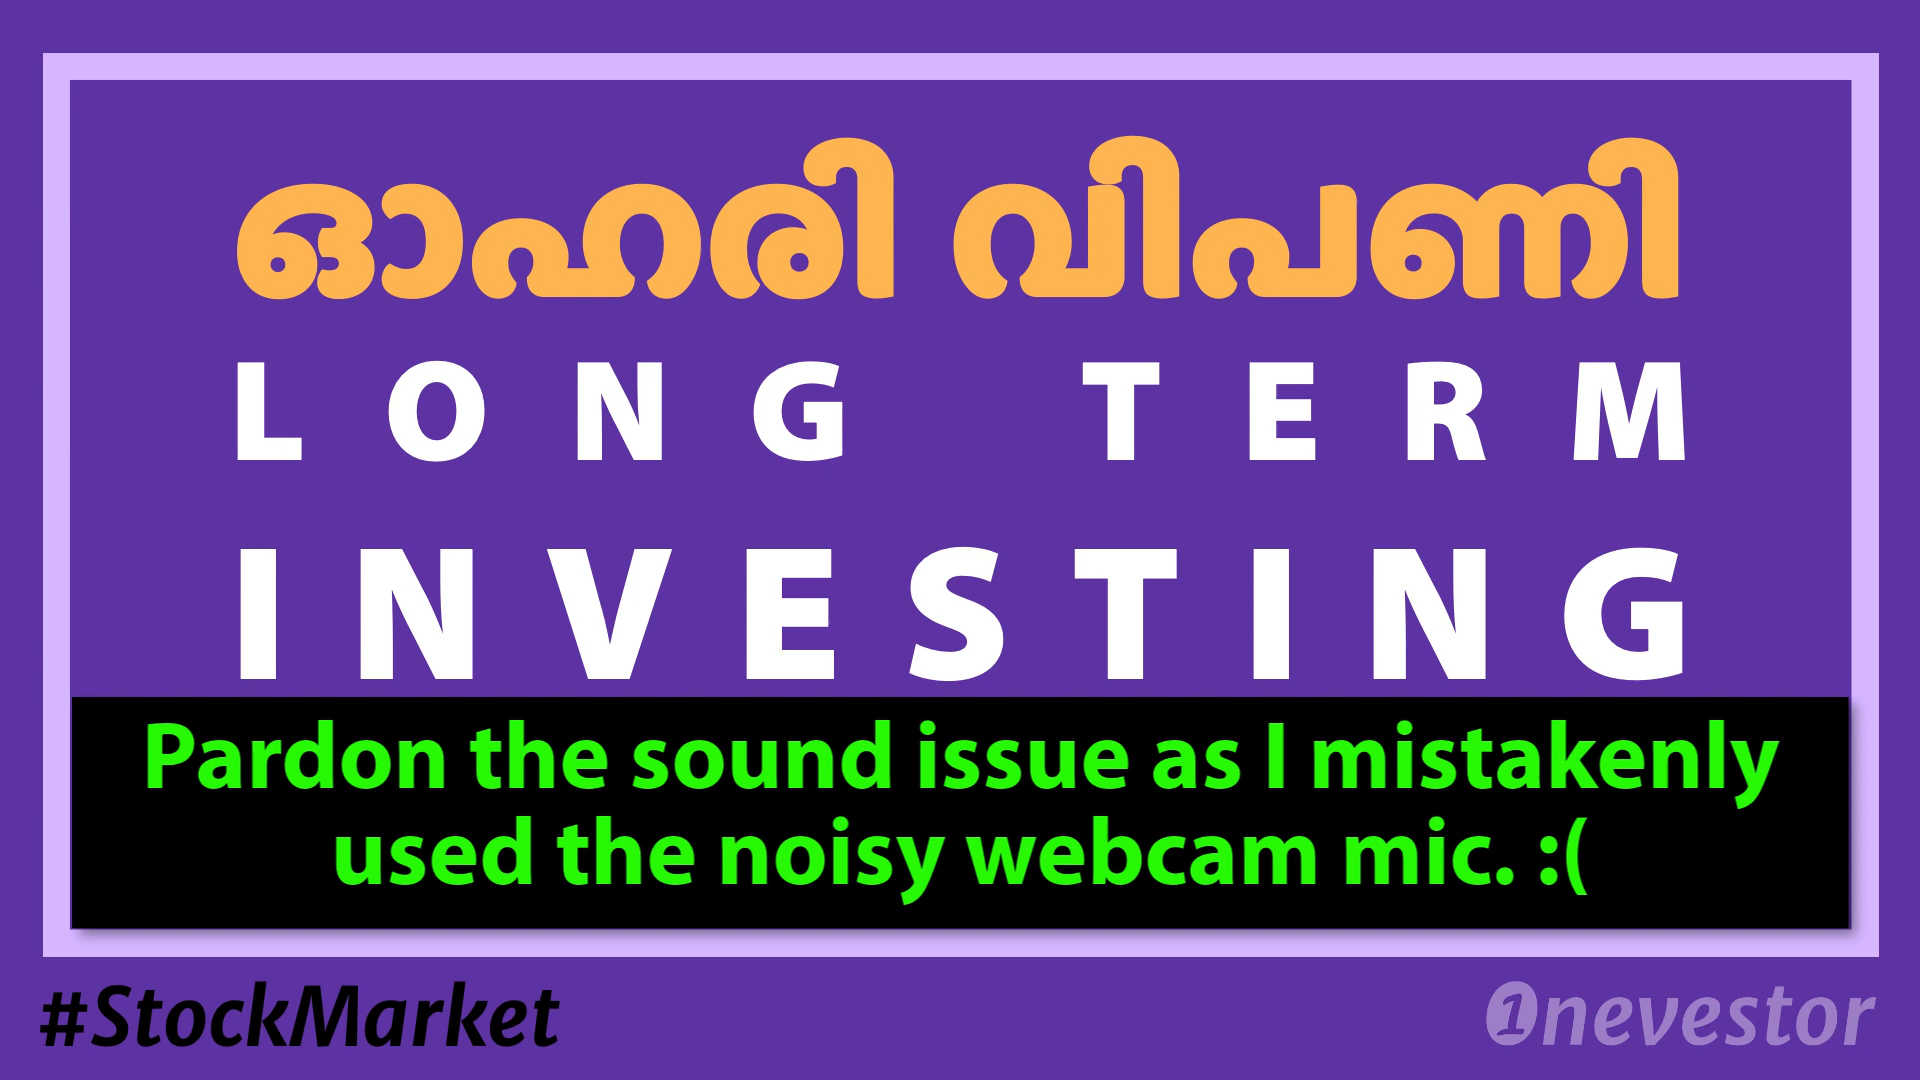 ഓഹരി വിപണി
LONG TERM
INVESTING
Pardon the sound issue as I mistakenly
used the noisy webcam mic. :(
#StockMarket
1nevestor